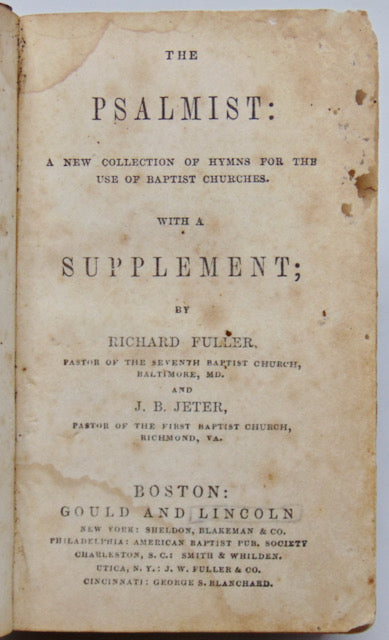 THE
PSALMIST:
A NEW COLLECTION OF HYMNS FOR THE
USE OF BAPTIST CHURCHES.
WITH A
SUPPLEMENT;
BY
RICHARD FULLER,
PASTOR OF THE SEVENTH BAPTIST CHURCH,
BALTIMORE, MD.
AND
J. B. JETER,
PASTOR OF THE FIRST BAPTIST CHURCH,
RICHMOND, VA.
BOSTON:
GOULD AND LINCOLN
NEW YORK: SHELDON, BLAKEMAN & CO.
PHILADELPHIA: AMERICAN BAPTIST PUB. SOCIETY
CHARLESTON, S. C.: SMITH & WHILDEN.
UTICA, N. Y.: J. W. FULLER & CO.
CINCINNATI: GEORGE S. BLANCHARD.